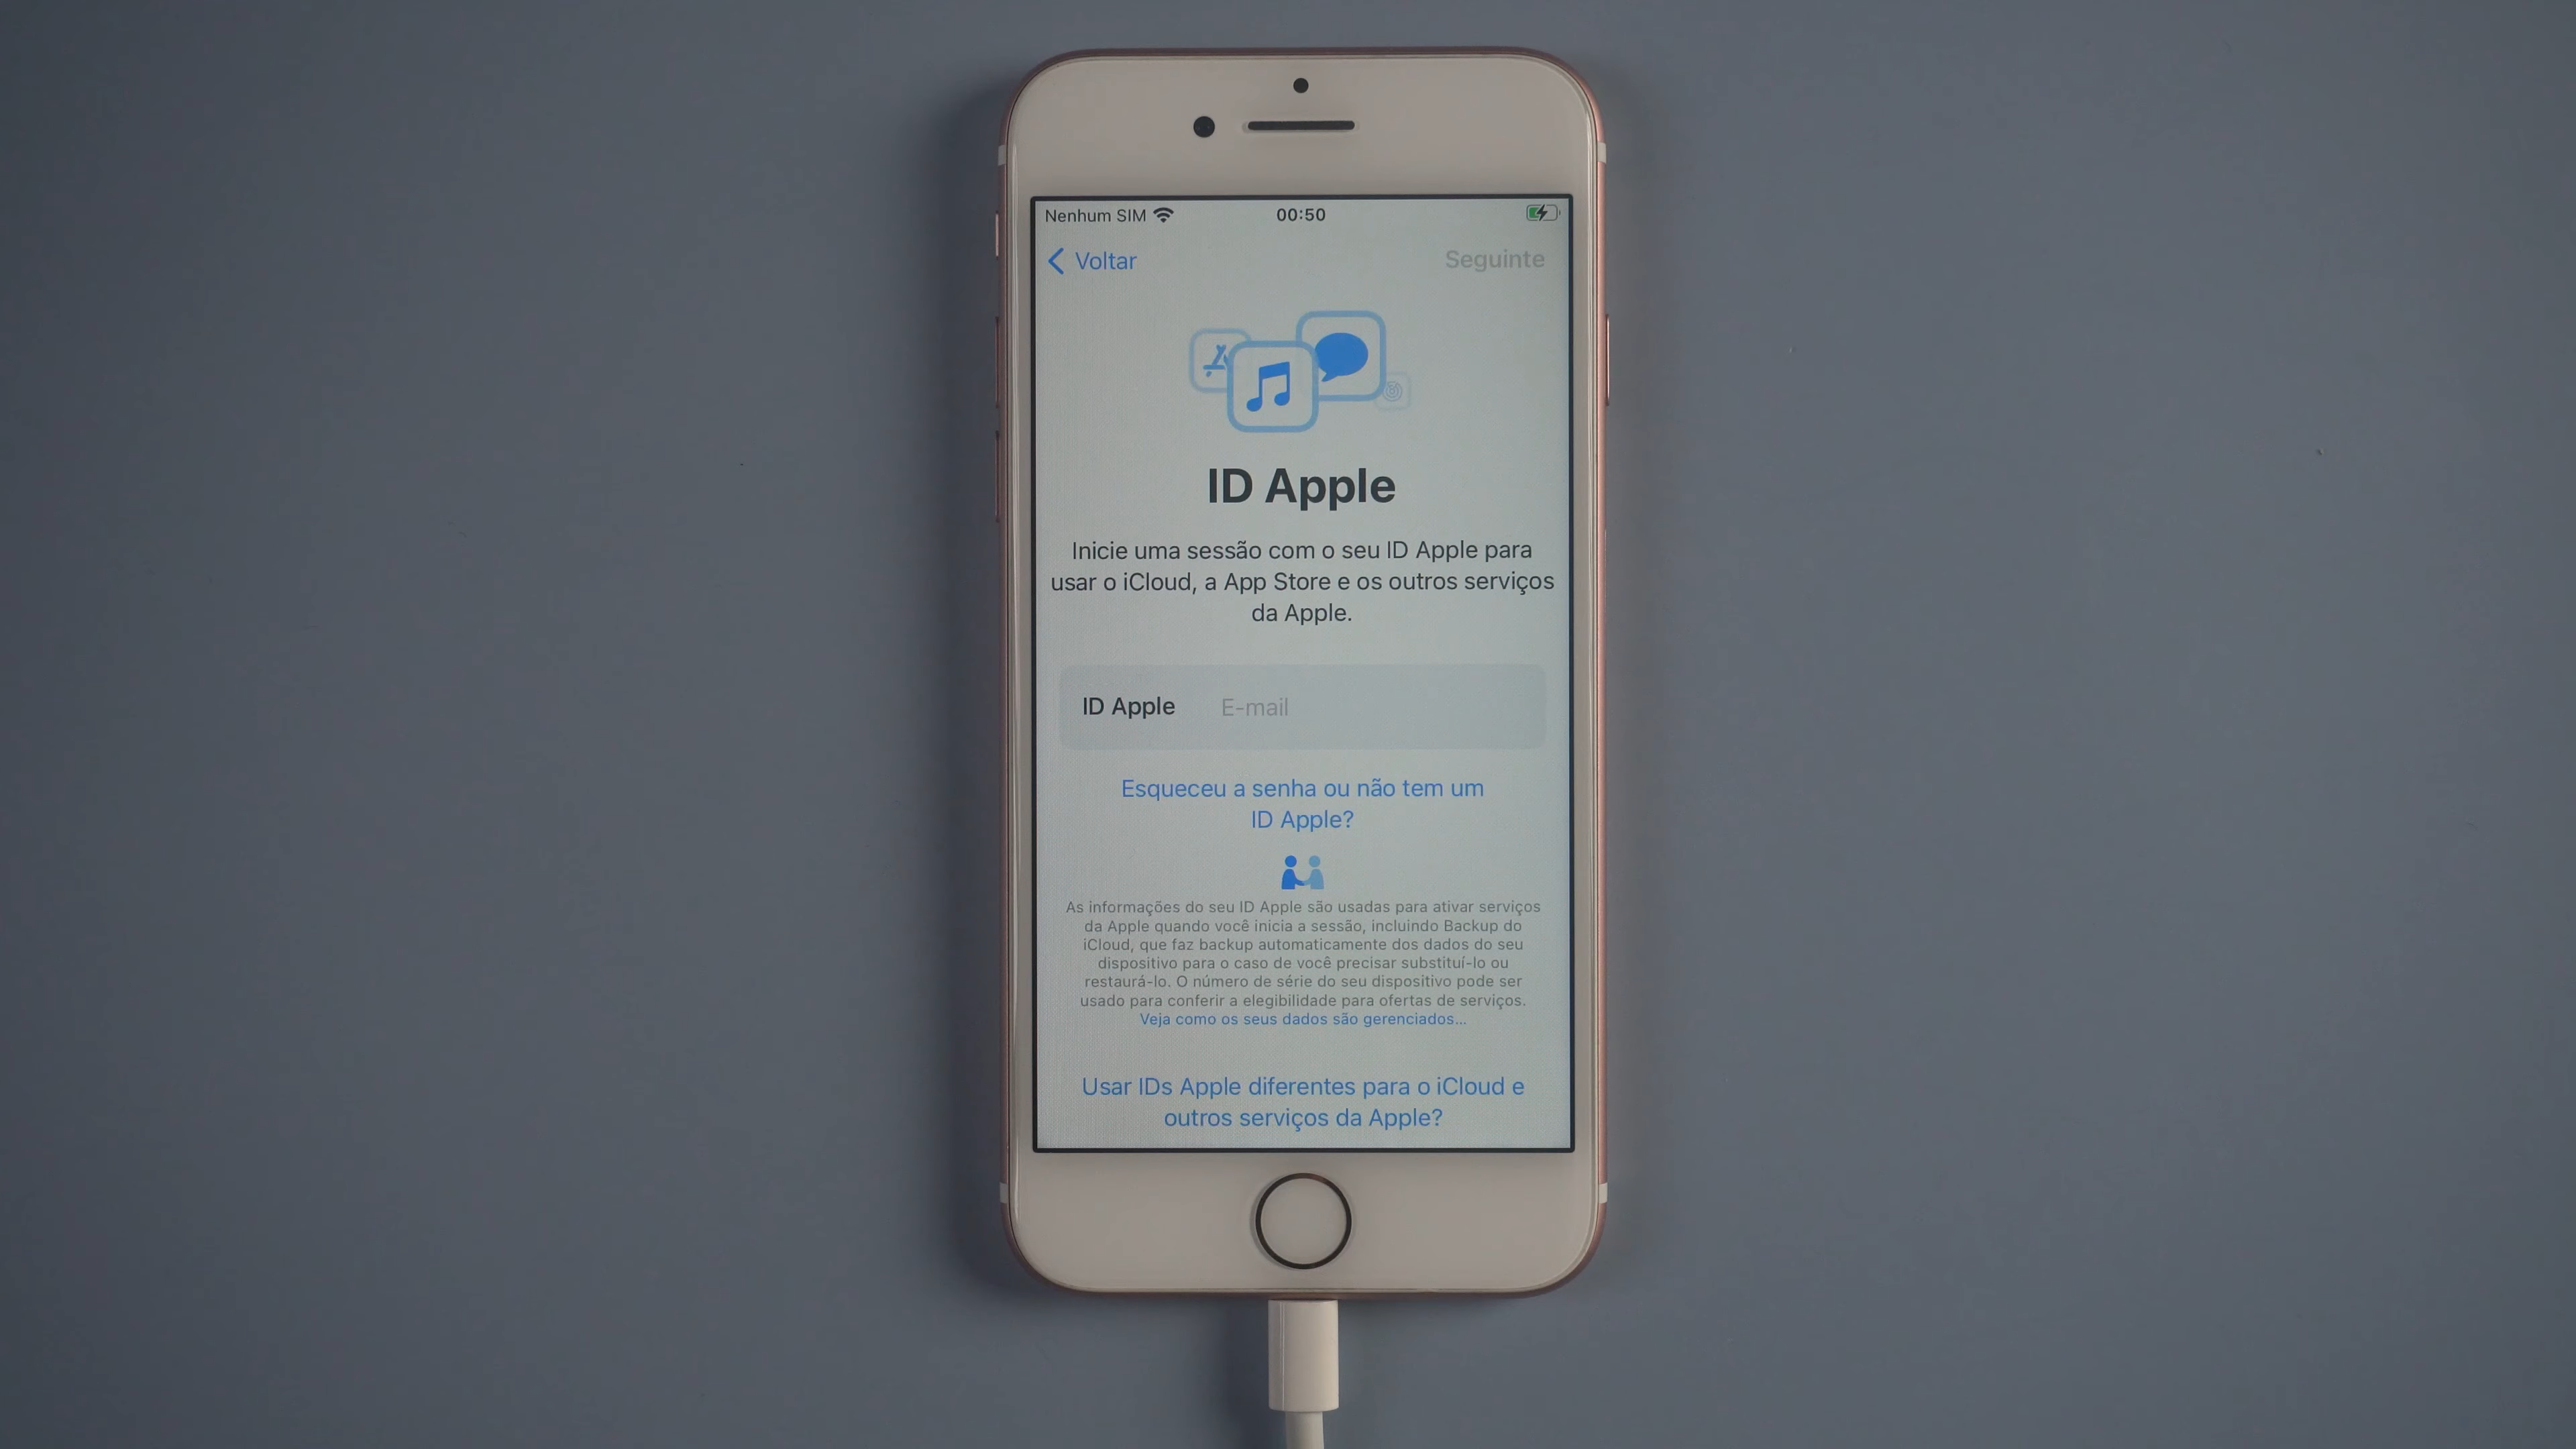 Nenhum SIM 00:50
Voltar Seguinte
ID Apple
Inicie uma sessão com o seu ID Apple para
usar o iCloud, a App Store e os outros serviços
da Apple.
ID Apple E-mail
Esqueceu a senha ou não tem um
ID Apple?
As informações do seu ID Apple são usadas para ativar serviços
da Apple quando você inicia a sessão, incluindo Backup do
iCloud, que faz backup automaticamente dos dados do seu
dispositivo para o caso de você precisar substituí-lo ou
restaurá-lo. O número de série do seu dispositivo pode ser
usado para conferir a elegibilidade para ofertas de serviços.
Veja como os seus dados são gerenciados...
Usar IDs Apple diferentes para o iCloud e
outros serviços da Apple?